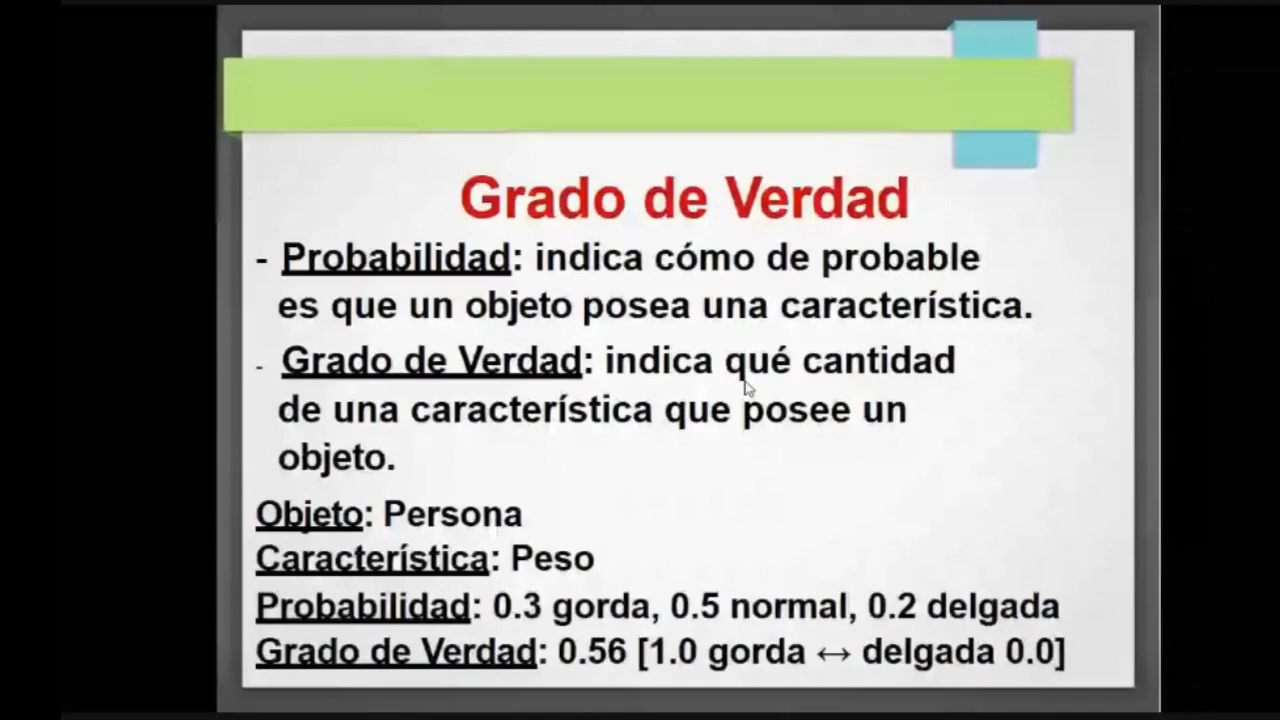 Grado de Verdad
- Probabilidad: indica cómo de probable
es que un objeto posea una característica.
- Grado de Verdad: indica qué cantidad
de una característica que posee un
objeto.
Objeto: Persona
Característica: Peso
Probabilidad: 0.3 gorda, 0.5 normal, 0.2 delgada
Grado de Verdad: 0.56 [1.0 gorda ↔ delgada 0.0]